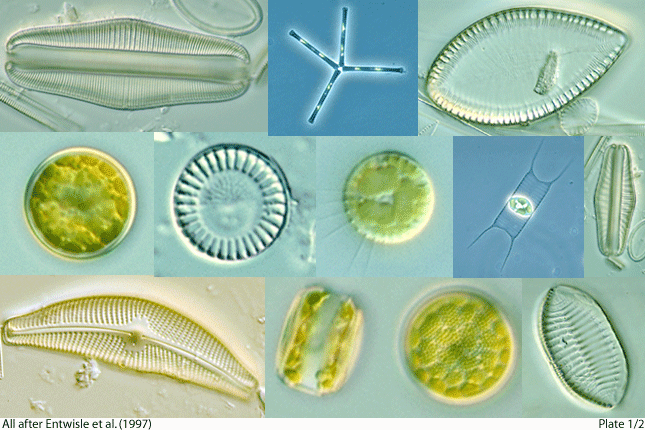 All after Entwisle et al. (1997)
Plate 1/2